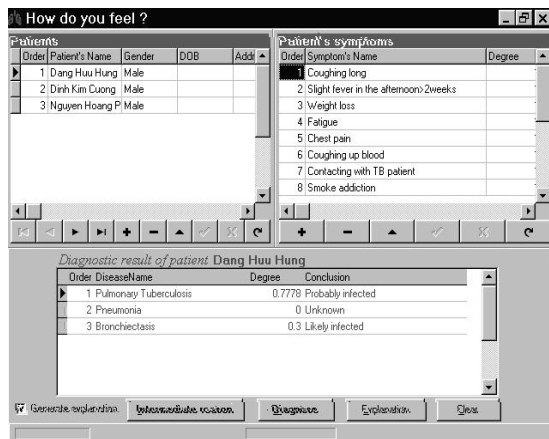 How do you feel ?
Patients
Order Patient's Name Gender DOB Addr
1 Dang Huu Hung Male
2 Dinh Kim Cuong Male
3 Nguyen Hoang P Male
Patient's symptoms
Order Symptom's Name Degree
1 Coughing long
2 Slight fever in the afternoon>2weeks
3 Weight loss
4 Fatigue
5 Chest pain
6 Coughing up blood
7 Contacting with TB patient
8 Smoke addiction
Diagnostic result of patient Dang Huu Hung
Order DiseaseName Degree Conclusion
1 Pulmonary Tuberculosis 0.7778 Probably infected
2 Pneumonia 0 Unknown
3 Bronchiectasis 0.3 Likely infected
Generate explanation. Intermediate reason. Diagnose Explanation Clear